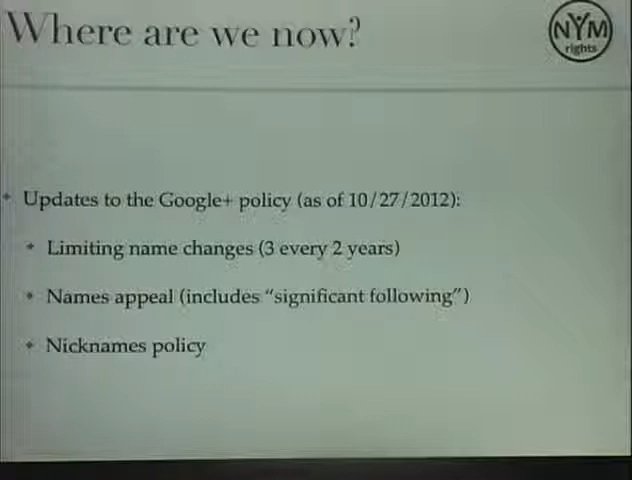 Where are we now?
NYM
rights
Updates to the Google+ policy (as of 10/27/2012):
Limiting name changes (3 every 2 years)
Names appeal (includes “significant following”)
Nicknames policy